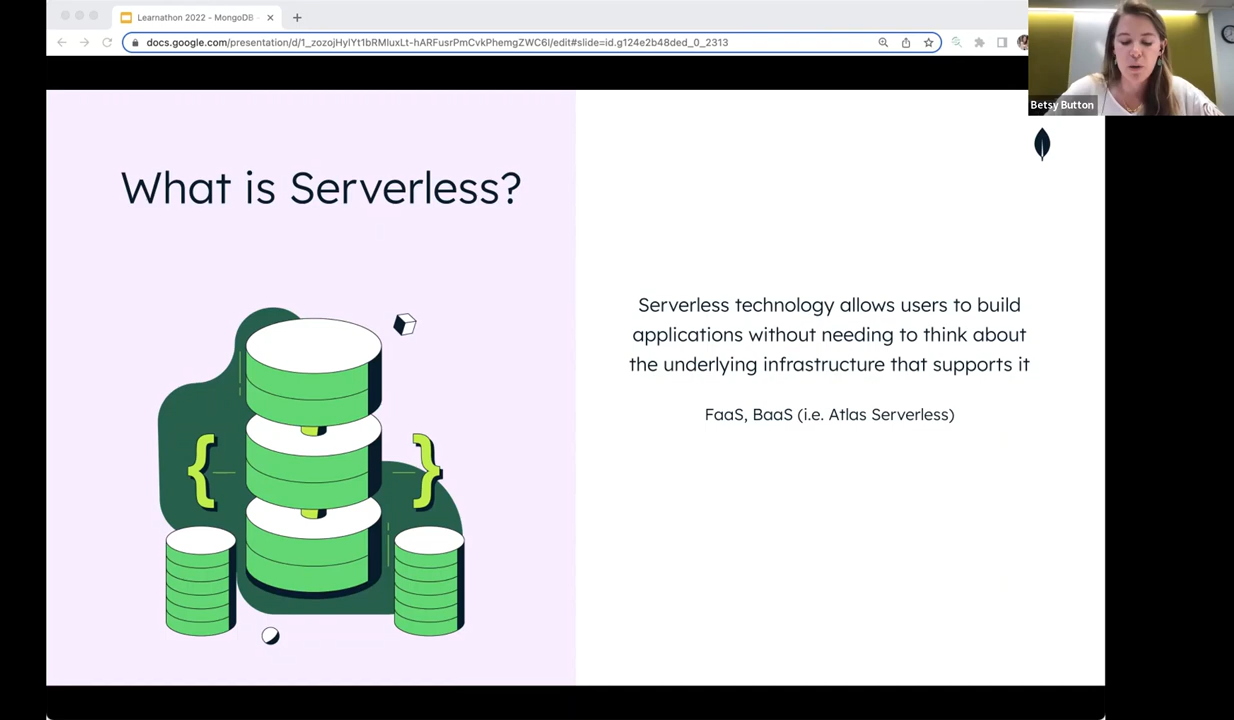 Learnathon 2022 - MongoDB -
docs.google.com/presentation/d/1_zozojHylYt1bRMluxLt-hARFusrPmCvkPhemgZWC6I/edit#slide=id.g124e2b48ded_0_2313
Betsy Button
What is Serverless?
{ }
Serverless technology allows users to build
applications without needing to think about
the underlying infrastructure that supports it
FaaS, BaaS (i.e. Atlas Serverless)